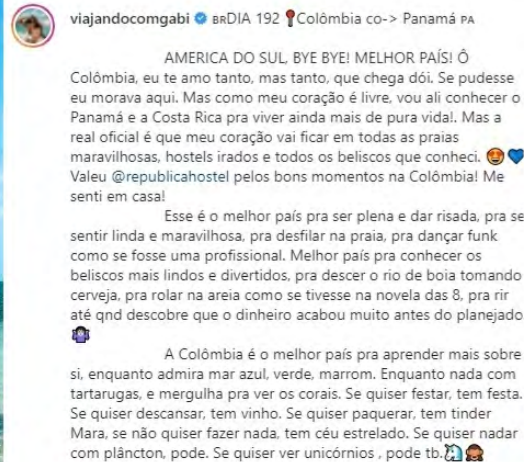 viajandocomgabi BRDIA 192 📍Colômbia co-> Panamá PA
AMERICA DO SUL, BYE BYE! MELHOR PAÍS! Ô
Colômbia, eu te amo tanto, mas tanto, que chega dói. Se pudesse
eu morava aqui. Mas como meu coração é livre, vou ali conhecer o
Panamá e a Costa Rica pra viver ainda mais de pura vida!. Mas a
real oficial é que meu coração vai ficar em todas as praias
maravilhosas, hostels irados e todos os beliscos que conheci. 😍💙
Valeu @republicahostel pelos bons momentos na Colômbia! Me
senti em casa!
Esse é o melhor país pra ser plena e dar risada, pra se
sentir linda e maravilhosa, pra desfilar na praia, pra dançar funk
como se fosse uma profissional. Melhor país pra conhecer os
beliscos mais lindos e divertidos, pra descer o rio de boia tomando
cerveja, pra rolar na areia como se tivesse na novela das 8, pra rir
até qnd descobre que o dinheiro acabou muito antes do planejado
🤷‍♀️
A Colômbia é o melhor país pra aprender mais sobre
si, enquanto admira mar azul, verde, marrom. Enquanto nada com
tartarugas, e mergulha pra ver os corais. Se quiser festar, tem festa.
Se quiser descansar, tem vinho. Se quiser paquerar, tem tinder
Mara, se não quiser fazer nada, tem céu estrelado. Se quiser nadar
com plâncton, pode. Se quiser ver unicórnios , pode tb.🦄🙈